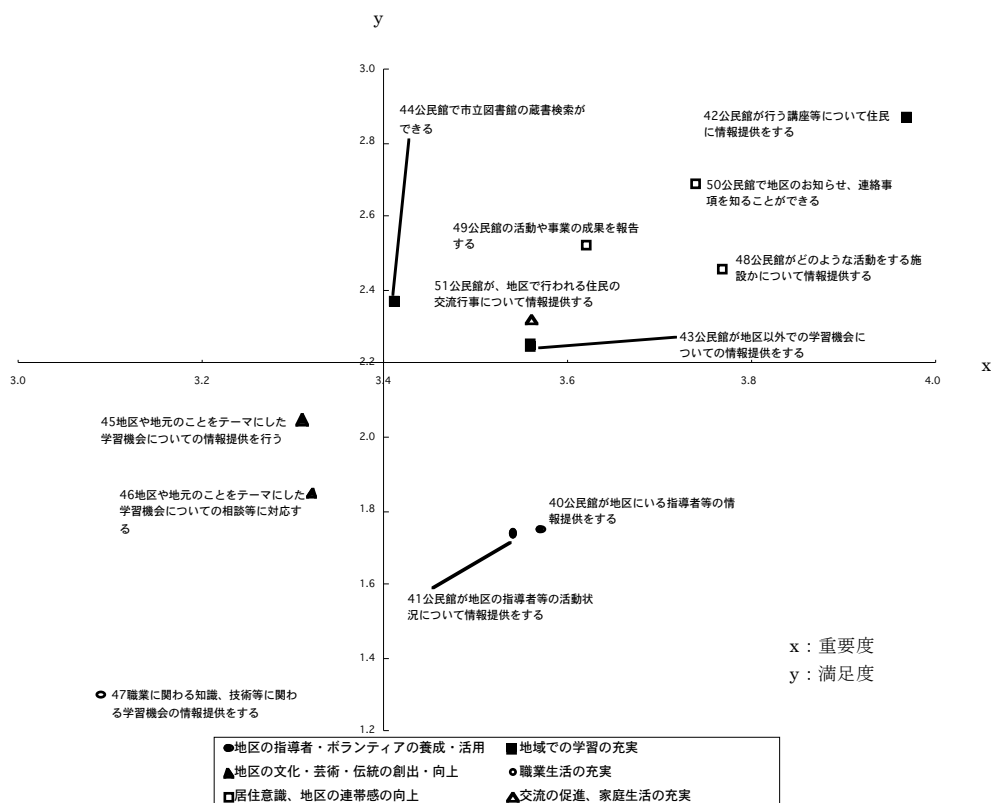 y
3.0
44公民館で市立図書館の蔵書検索が
できる
42公民館が行う講座等について住民
に情報提供をする
2.8
50公民館で地区のお知らせ、連絡事
項を知ることができる
2.6
49公民館の活動や事業の成果を報告
する
48公民館がどのような活動をする施
設かについて情報提供する
51公民館が、地区で行われる住民の
交流行事について情報提供する
2.4
43公民館が地区以外での学習機会に
ついての情報提供をする
2.2
x
3.0 3.2 3.4 3.6 3.8 4.0
45地区や地元のことをテーマにした
学習機会についての情報提供を行う
2.0
46地区や地元のことをテーマにした
学習機会についての相談等に対応す
る
40公民館が地区にいる指導者等の情
報提供をする
1.8
1.6
41公民館が地区の指導者等の活動状
況について情報提供をする
x：重要度
y：満足度
1.4
47職業に関わる知識、技術等に関わ
る学習機会の情報提供をする
1.2
地区の指導者・ボランティアの養成・活用 地域での学習の充実
地区の文化・芸術・伝統の創出・向上 職業生活の充実
居住意識、地区の連帯感の向上 交流の促進、家庭生活の充実